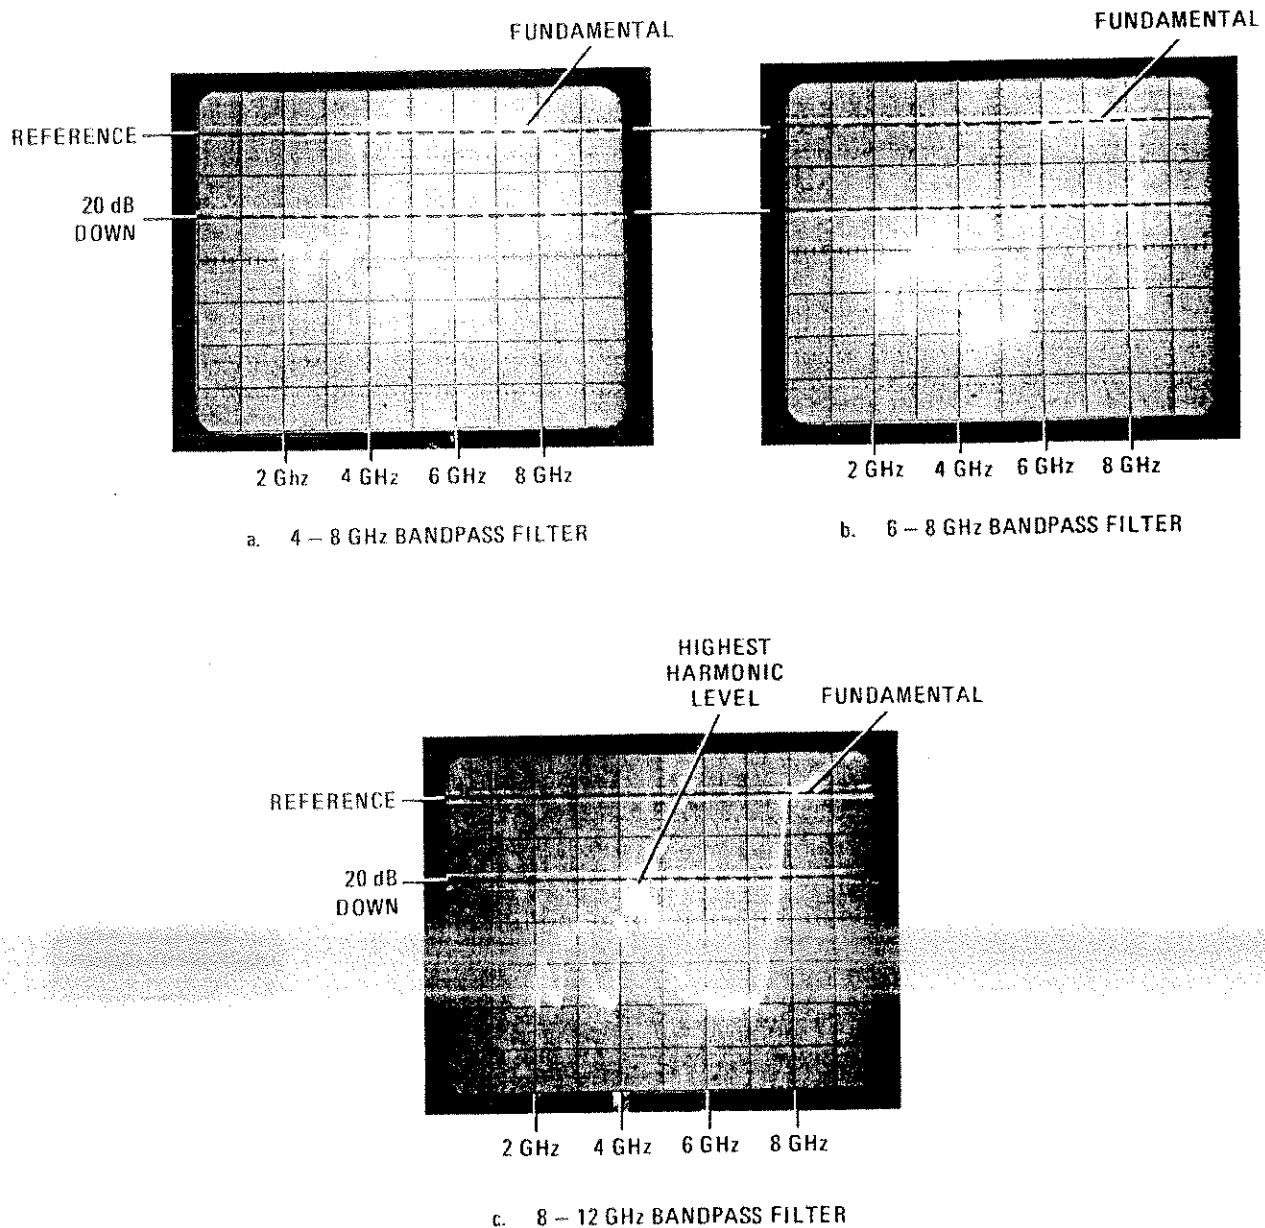 FUNDAMENTAL
FUNDAMENTAL
REFERENCE
20 dB
DOWN
2 Ghz 4 GHz 6 GHz 8 GHz
2 GHz 4 GHz 6 GHz 8 GHz
a. 4 – 8 GHz BANDPASS FILTER
b. 6 – 8 GHz BANDPASS FILTER
HIGHEST
HARMONIC
LEVEL
FUNDAMENTAL
REFERENCE
20 dB
DOWN
2 GHz 4 GHz 6 GHz 8 GHz
c. 8 – 12 GHz BANDPASS FILTER